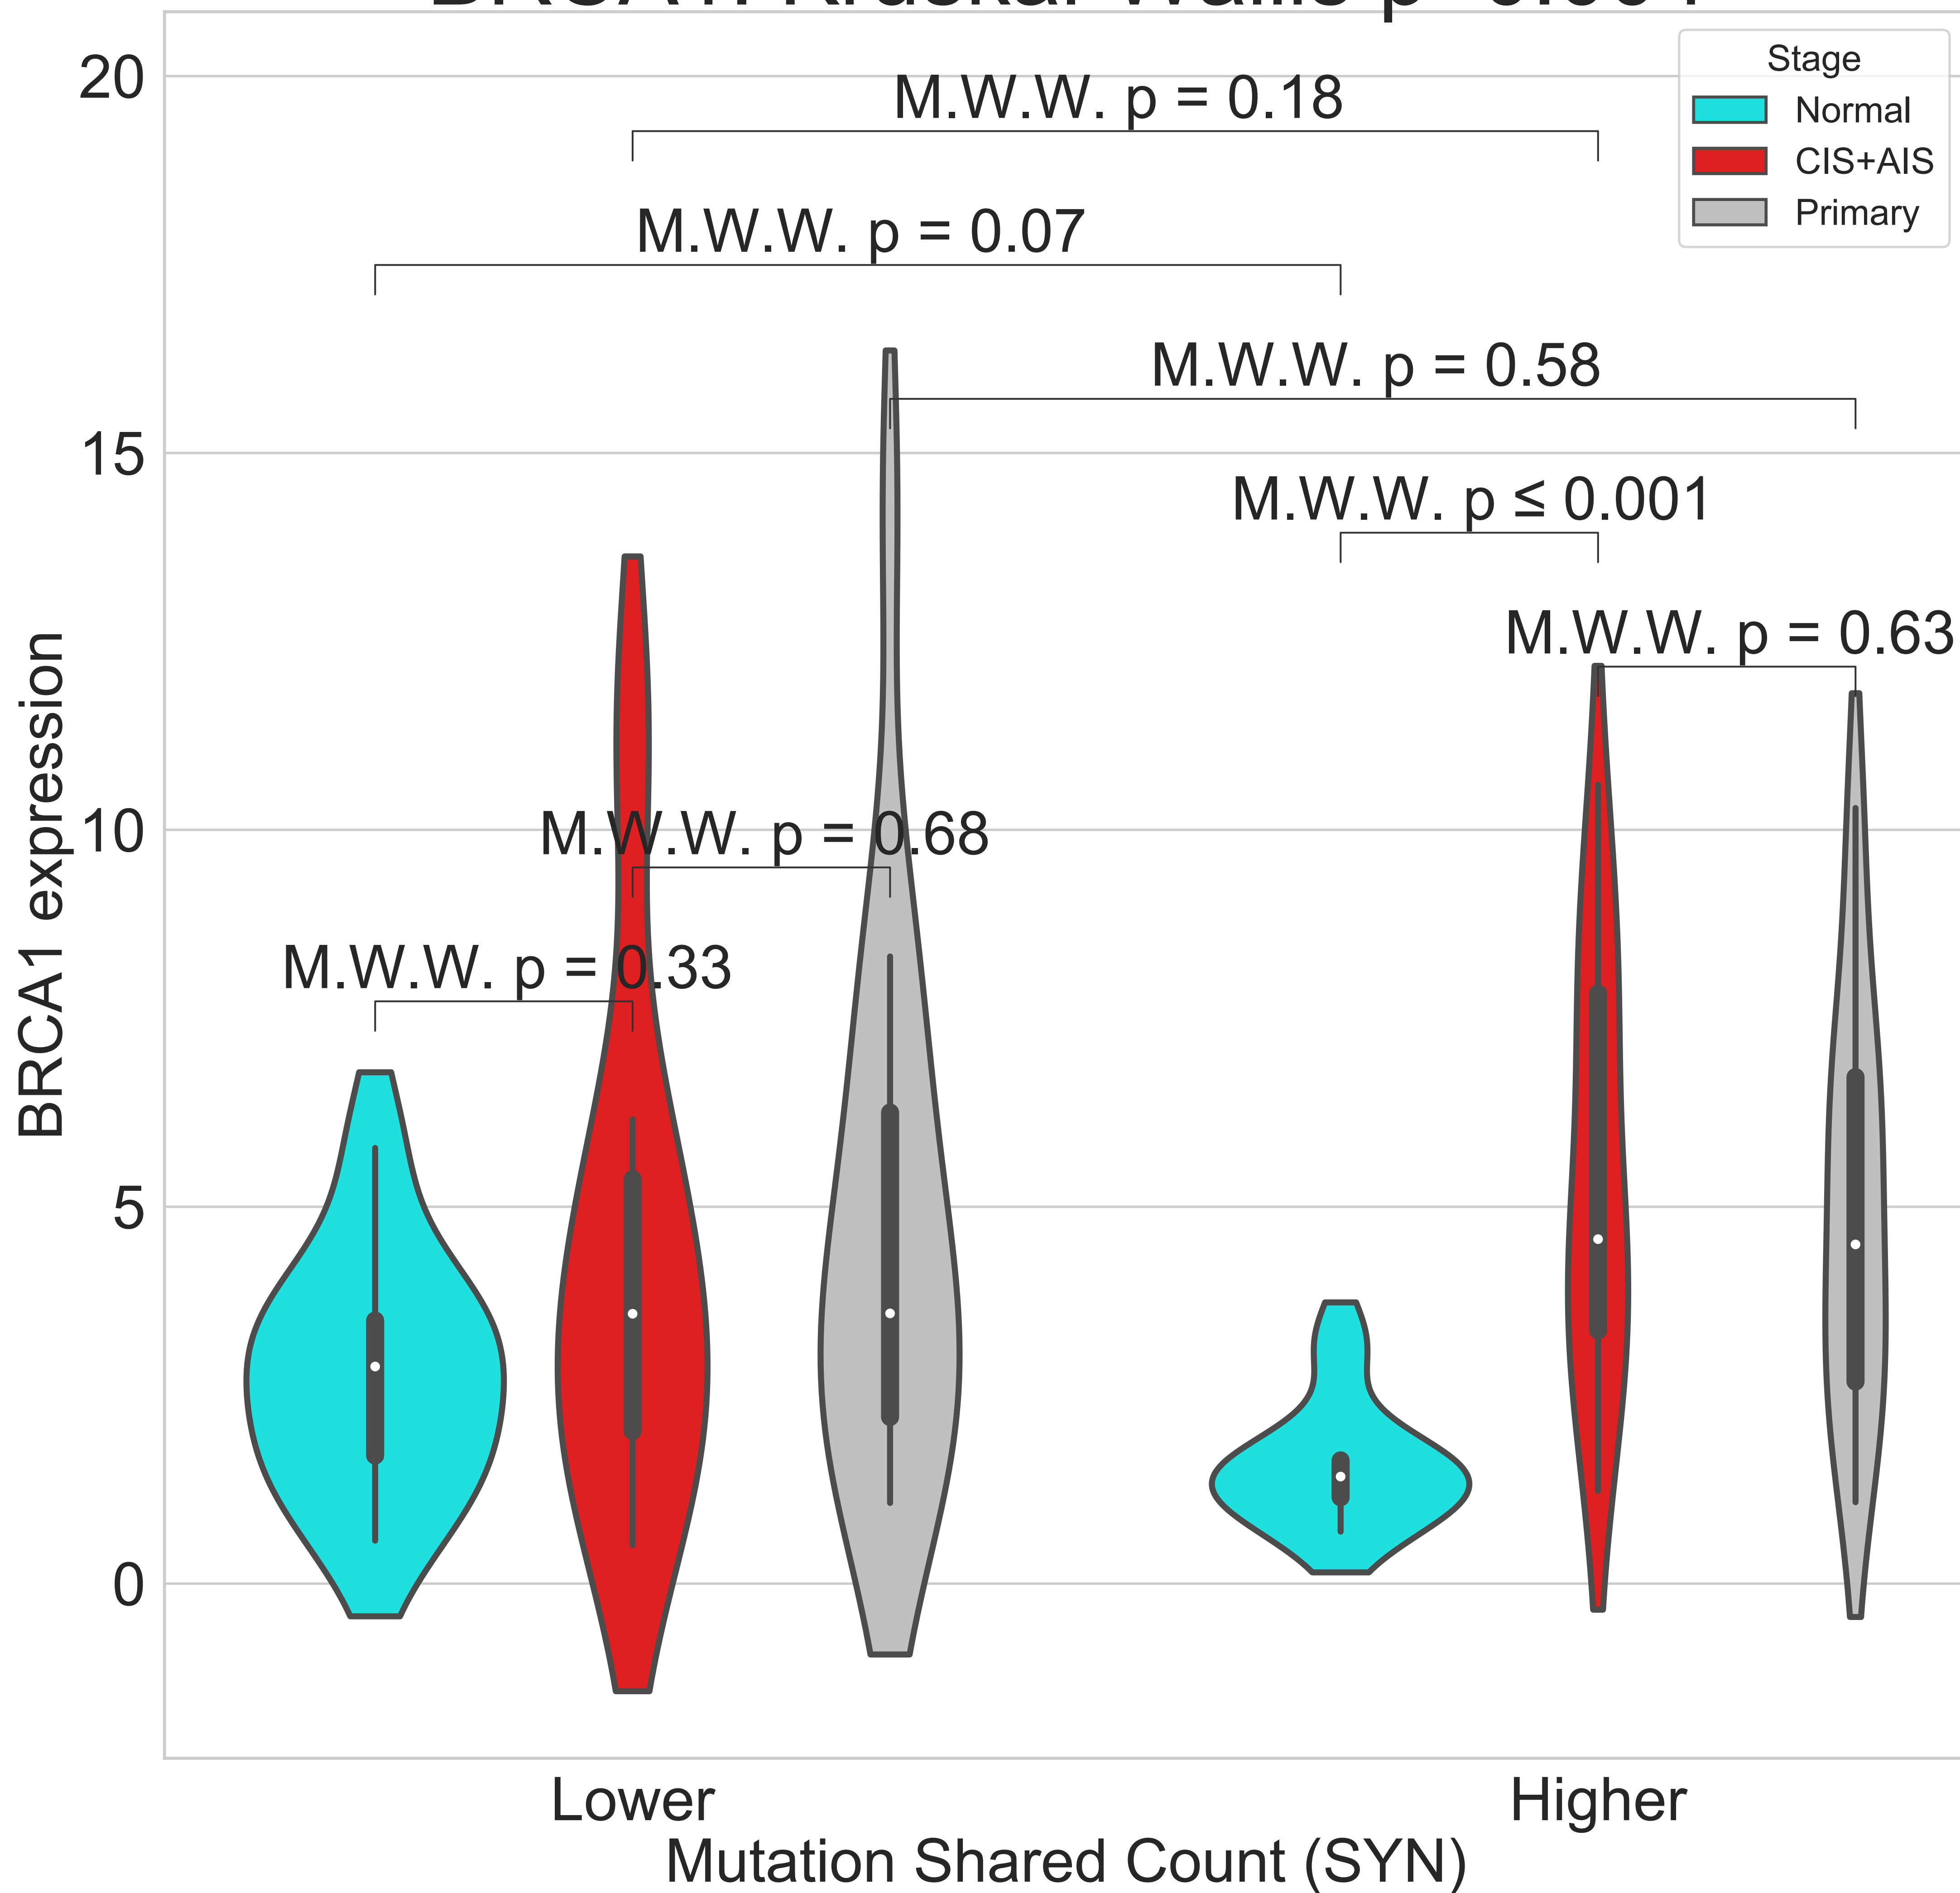 20
15
10
5
0
BRCA1 expression
M.W.W. p = 0.18
M.W.W. p = 0.07
M.W.W. p = 0.58
M.W.W. p ≤ 0.001
M.W.W. p = 0.63
M.W.W. p = 0.68
M.W.W. p = 0.33
Stage
Normal
CIS+AIS
Primary
Lower
Higher
Mutation Shared Count (SYN)